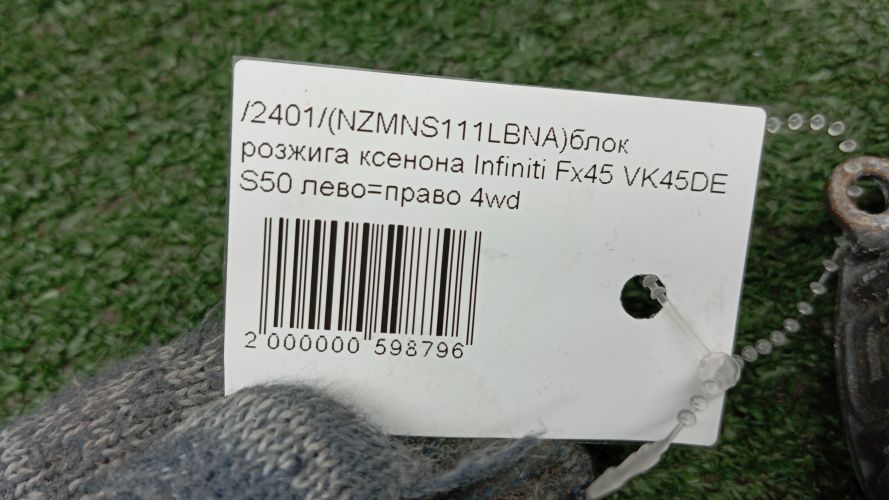 /2401/(NZMNS111LBNA)блок
розжига ксенона Infiniti Fx45 VK45DE
S50 лево=право 4wd
2 000000 598796